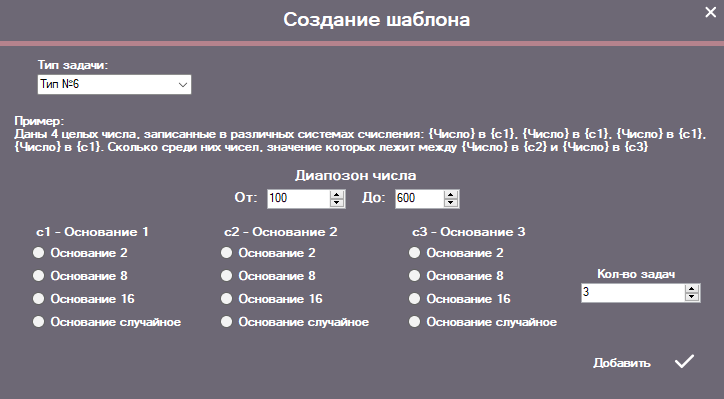 Создание шаблона
Тип задачи:
Тип №6
Пример:
Даны 4 целых числа, записанные в различных системах счисления: {Число} в {c1}, {Число} в {c1}, {Число} в {c1},
{Число} в {c1}. Сколько среди них чисел, значение которых лежит между {Число} в {c2} и {Число} в {c3}
Диапозон числа
От: 100 До: 600
c1 - Основание 1 c2 - Основание 2 c3 - Основание 3
Основание 2 Основание 2 Основание 2
Основание 8 Основание 8 Основание 8 Кол-во задач
Основание 16 Основание 16 Основание 16 3
Основание случайное Основание случайное Основание случайное
Добавить